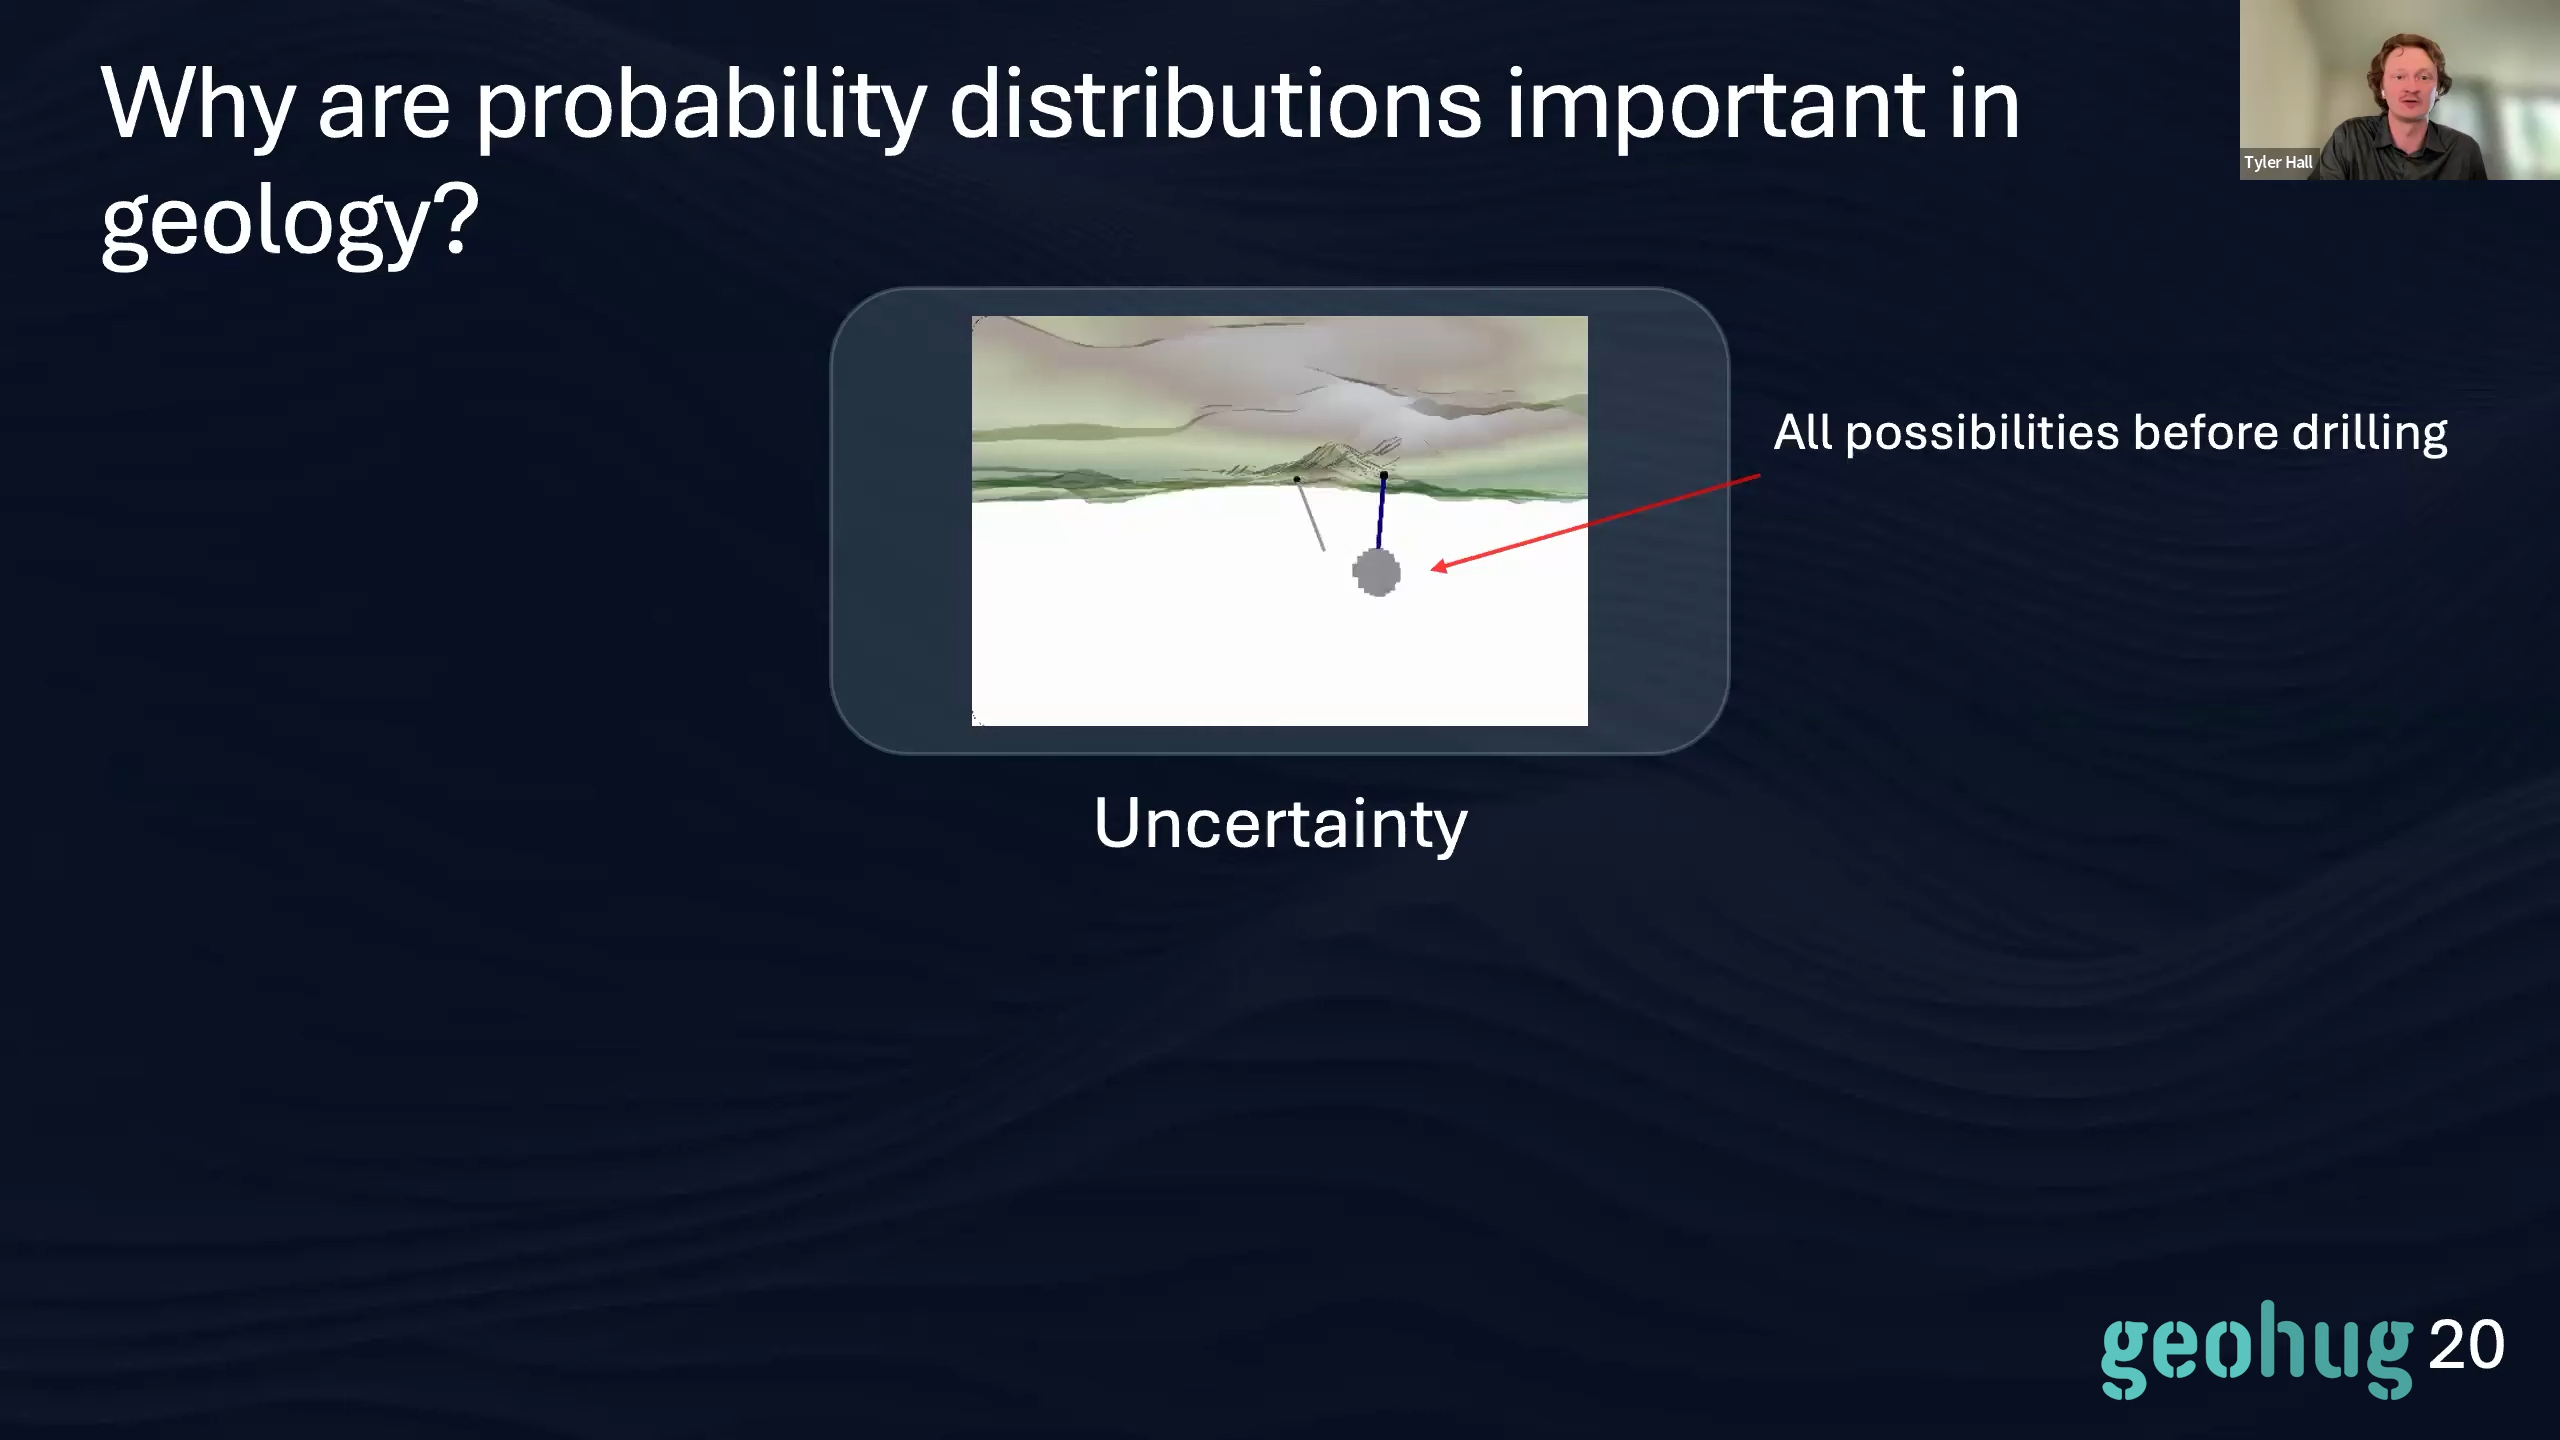 Why are probability distributions important in
geology?
Tyler Hall
All possibilities before drilling
Uncertainty
geohug 20